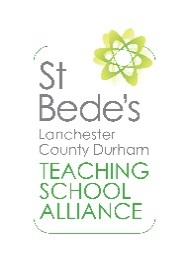 St
Bede's
Lanchester
County Durham
TEACHING
SCHOOL
ALLIANCE